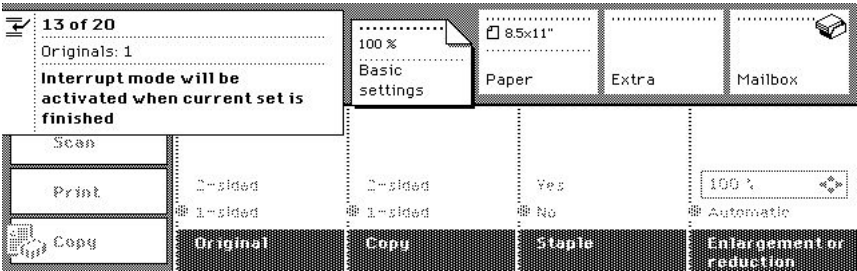 13 of 20
Originals: 1
Interrupt mode will be
activated when current set is
finished
100 %
Basic
settings
8.5x11"
Paper
Extra
Mailbox
Scan
Print
Copy
2-sided
1-sided
Original
2-sided
1-sided
Copy
Yes
No
Staple
100 %
Automatic
Enlargement or
reduction